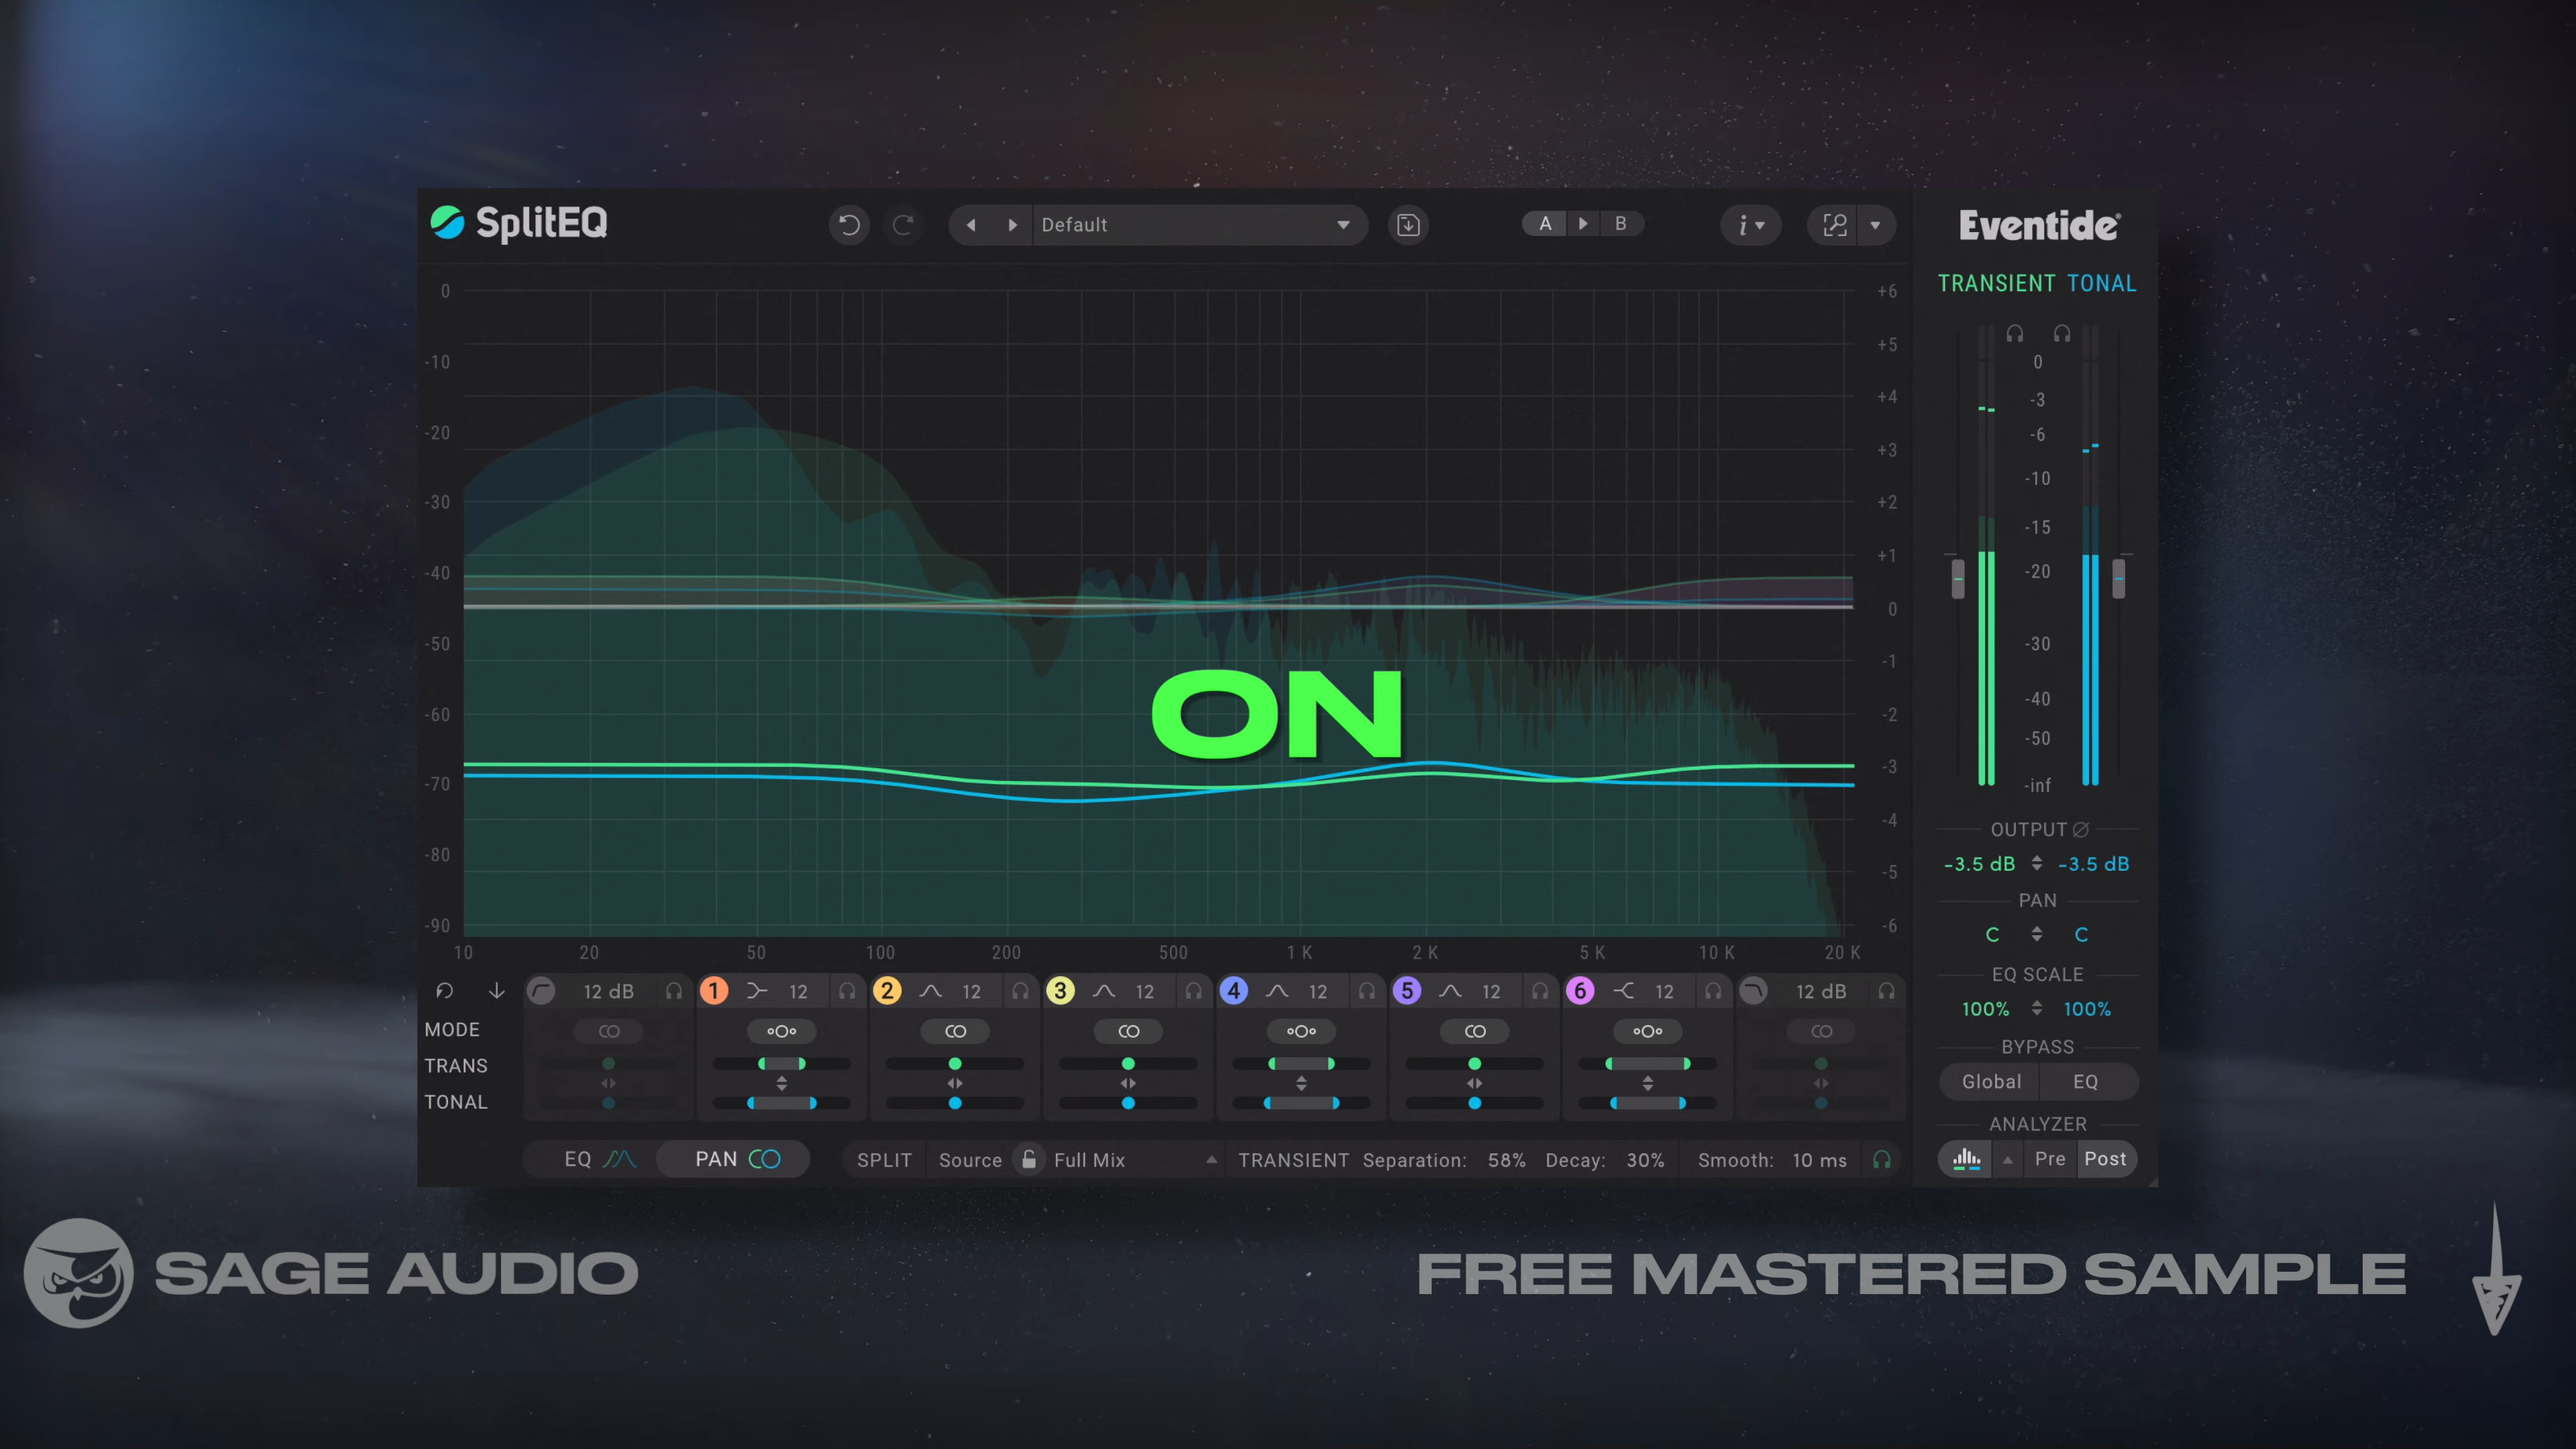 SplitEQ
Default
A B
i
Eventide
TRANSIENT TONAL
0 +6
-10 +5
+4
-20 +3
-30 +2
-40 +1
0
-50 -1
-60 -2
-70 -3
-80 -4
-5
-90 -6
0
-3
-6
-10
-15
-20
-30
-40
-50
-inf
ON
10 20 50 100 200 500 1 K 2 K 5 K 10 K 20 K
OUTPUT Ø
-3.5 dB -3.5 dB
PAN
C C
EQ SCALE
100% 100%
BYPASS
Global EQ
ANALYZER
Pre Post
12 dB 1 12 2 12 3 12 4 12 5 12 6 12 12 dB
MODE
TRANS
TONAL
EQ PAN SPLIT Source Full Mix TRANSIENT Separation: 58% Decay: 30% Smooth: 10 ms
SAGE AUDIO
FREE MASTERED SAMPLE